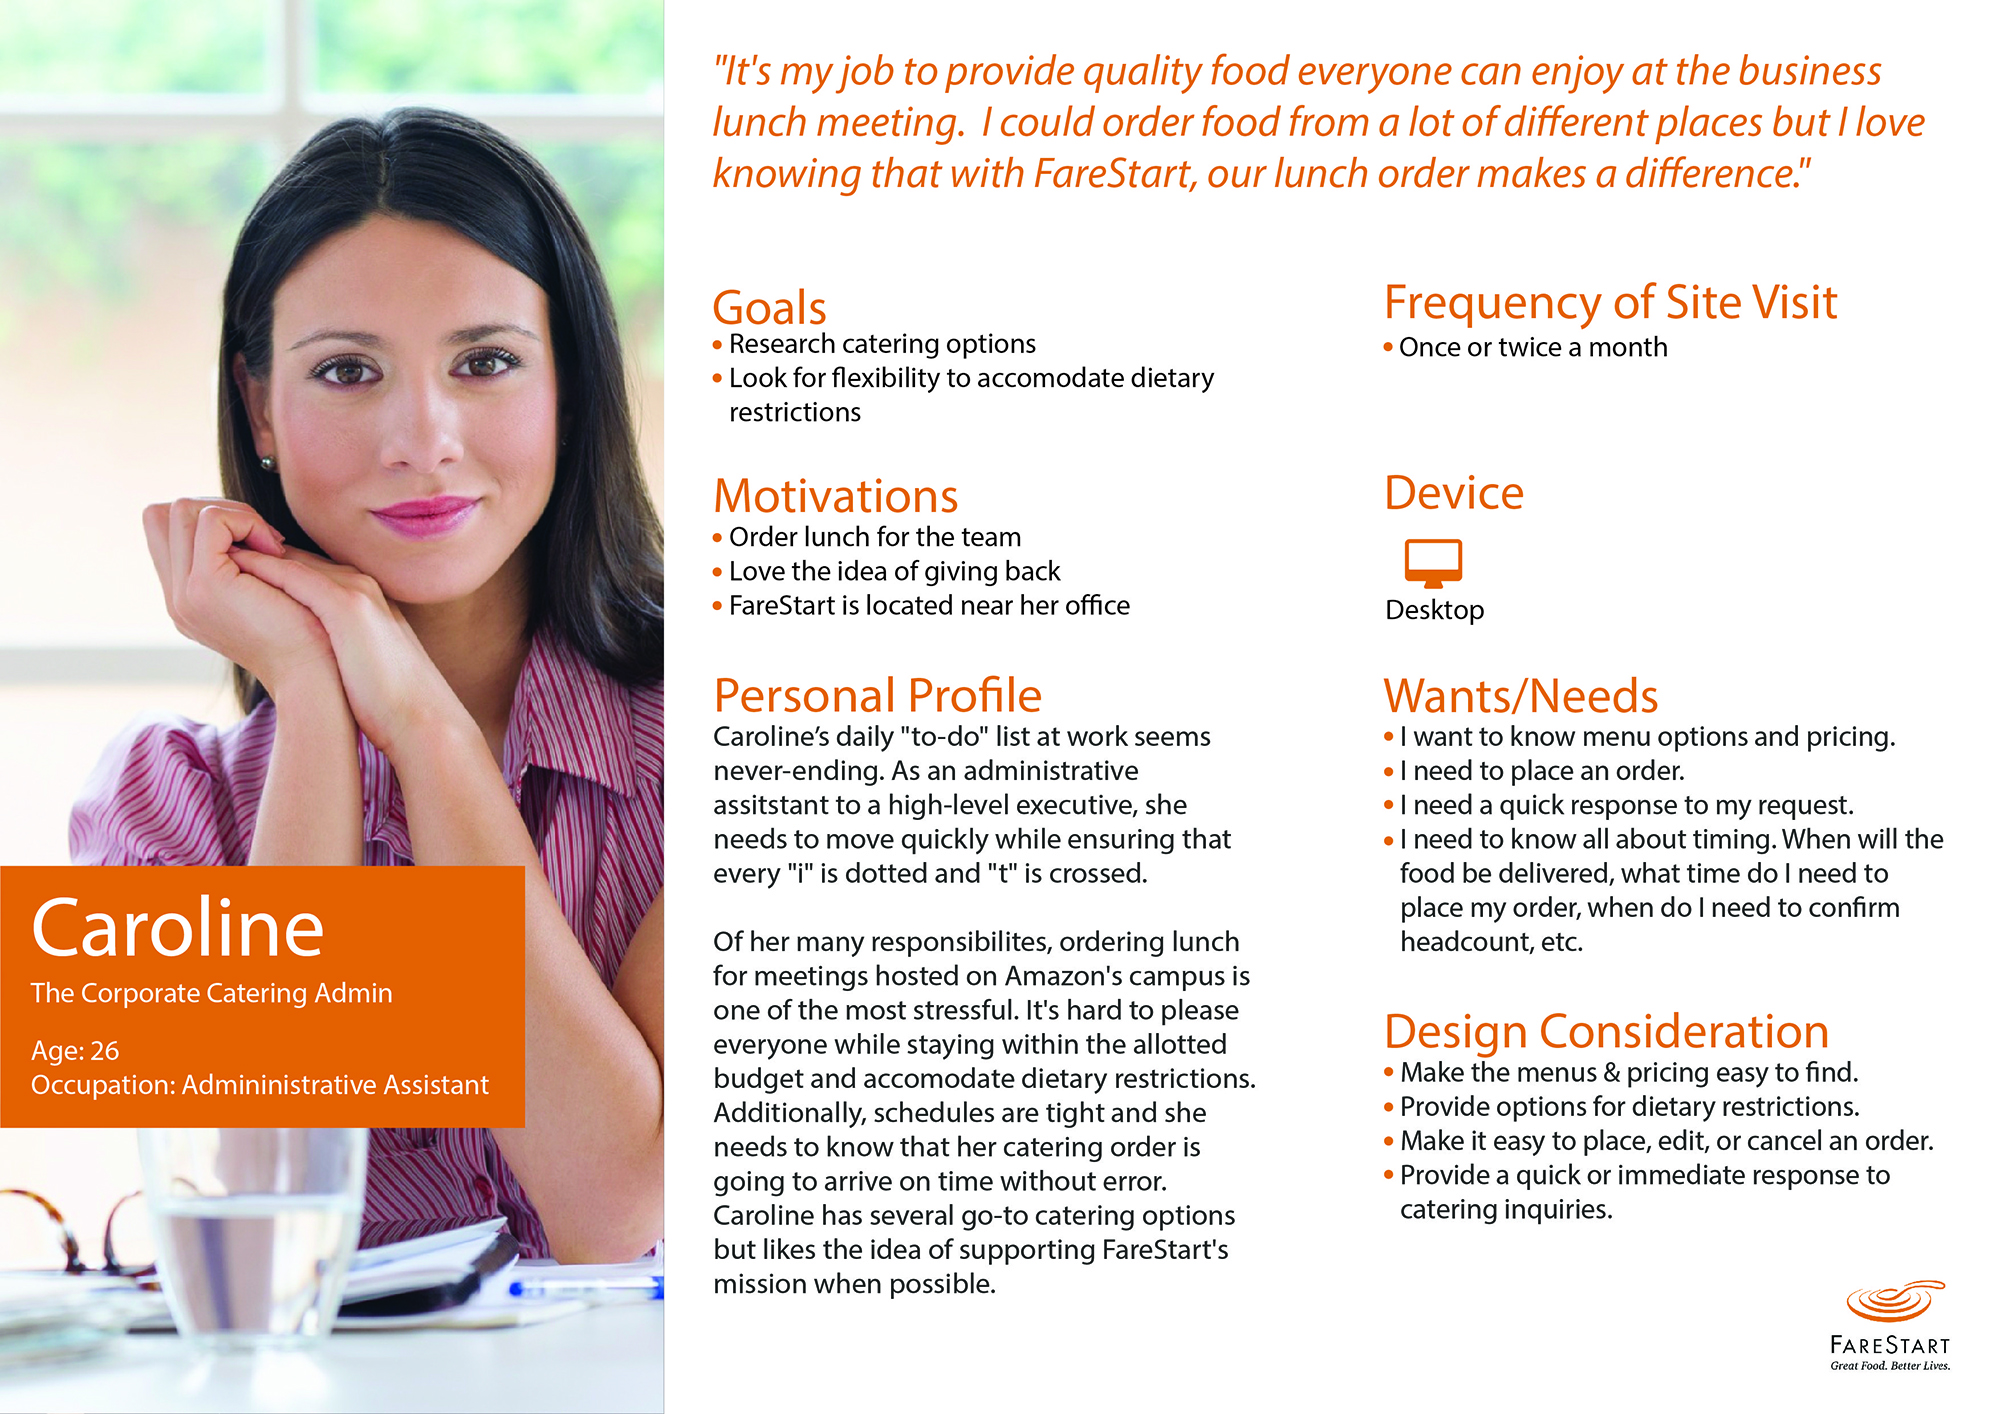 "It's my job to provide quality food everyone can enjoy at the business
lunch meeting.  I could order food from a lot of different places but I love
knowing that with FareStart, our lunch order makes a difference."
Goals
• Research catering options
• Look for flexibility to accomodate dietary
restrictions
Motivations
• Order lunch for the team
• Love the idea of giving back
• FareStart is located near her office
Personal Profile
Caroline’s daily "to-do" list at work seems
never-ending. As an administrative
assitstant to a high-level executive, she
needs to move quickly while ensuring that
every "i" is dotted and "t" is crossed.
Of her many responsibilites, ordering lunch
for meetings hosted on Amazon's campus is
one of the most stressful. It's hard to please
everyone while staying within the allotted
budget and accomodate dietary restrictions.
Additionally, schedules are tight and she
needs to know that her catering order is
going to arrive on time without error.
Caroline has several go-to catering options
but likes the idea of supporting FareStart's
mission when possible.
Frequency of Site Visit
• Once or twice a month
Device
Desktop
Wants/Needs
• I want to know menu options and pricing.
• I need to place an order.
• I need a quick response to my request.
• I need to know all about timing. When will the
food be delivered, what time do I need to
place my order, when do I need to confirm
headcount, etc.
Design Consideration
• Make the menus & pricing easy to find.
• Provide options for dietary restrictions.
• Make it easy to place, edit, or cancel an order.
• Provide a quick or immediate response to
catering inquiries.
Caroline
The Corporate Catering Admin
Age: 26
Occupation: Admininistrative Assistant
FARESTART
Great Food. Better Lives.